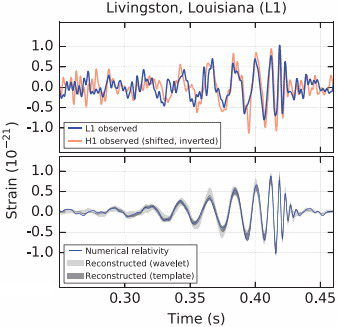 Livingston, Louisiana (L1)
1.0
0.5
0.0
-0.5
-1.0
L1 observed
H1 observed (shifted, inverted)
Strain (10⁻²¹)
1.0
0.5
0.0
-0.5
-1.0
Numerical relativity
Reconstructed (wavelet)
Reconstructed (template)
0.30 0.35 0.40 0.45
Time (s)